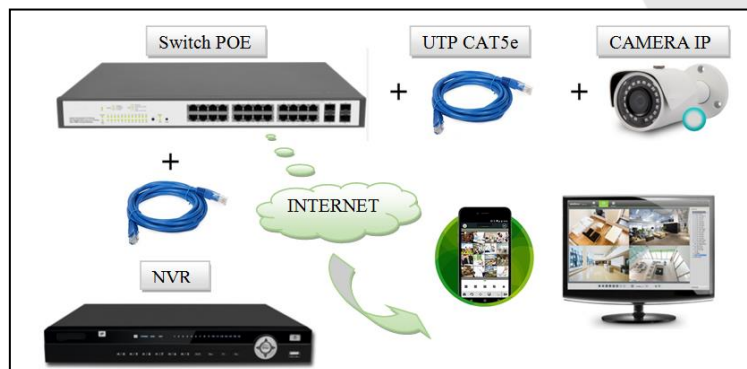 Switch POE
UTP CAT5e
CAMERA IP
INTERNET
NVR